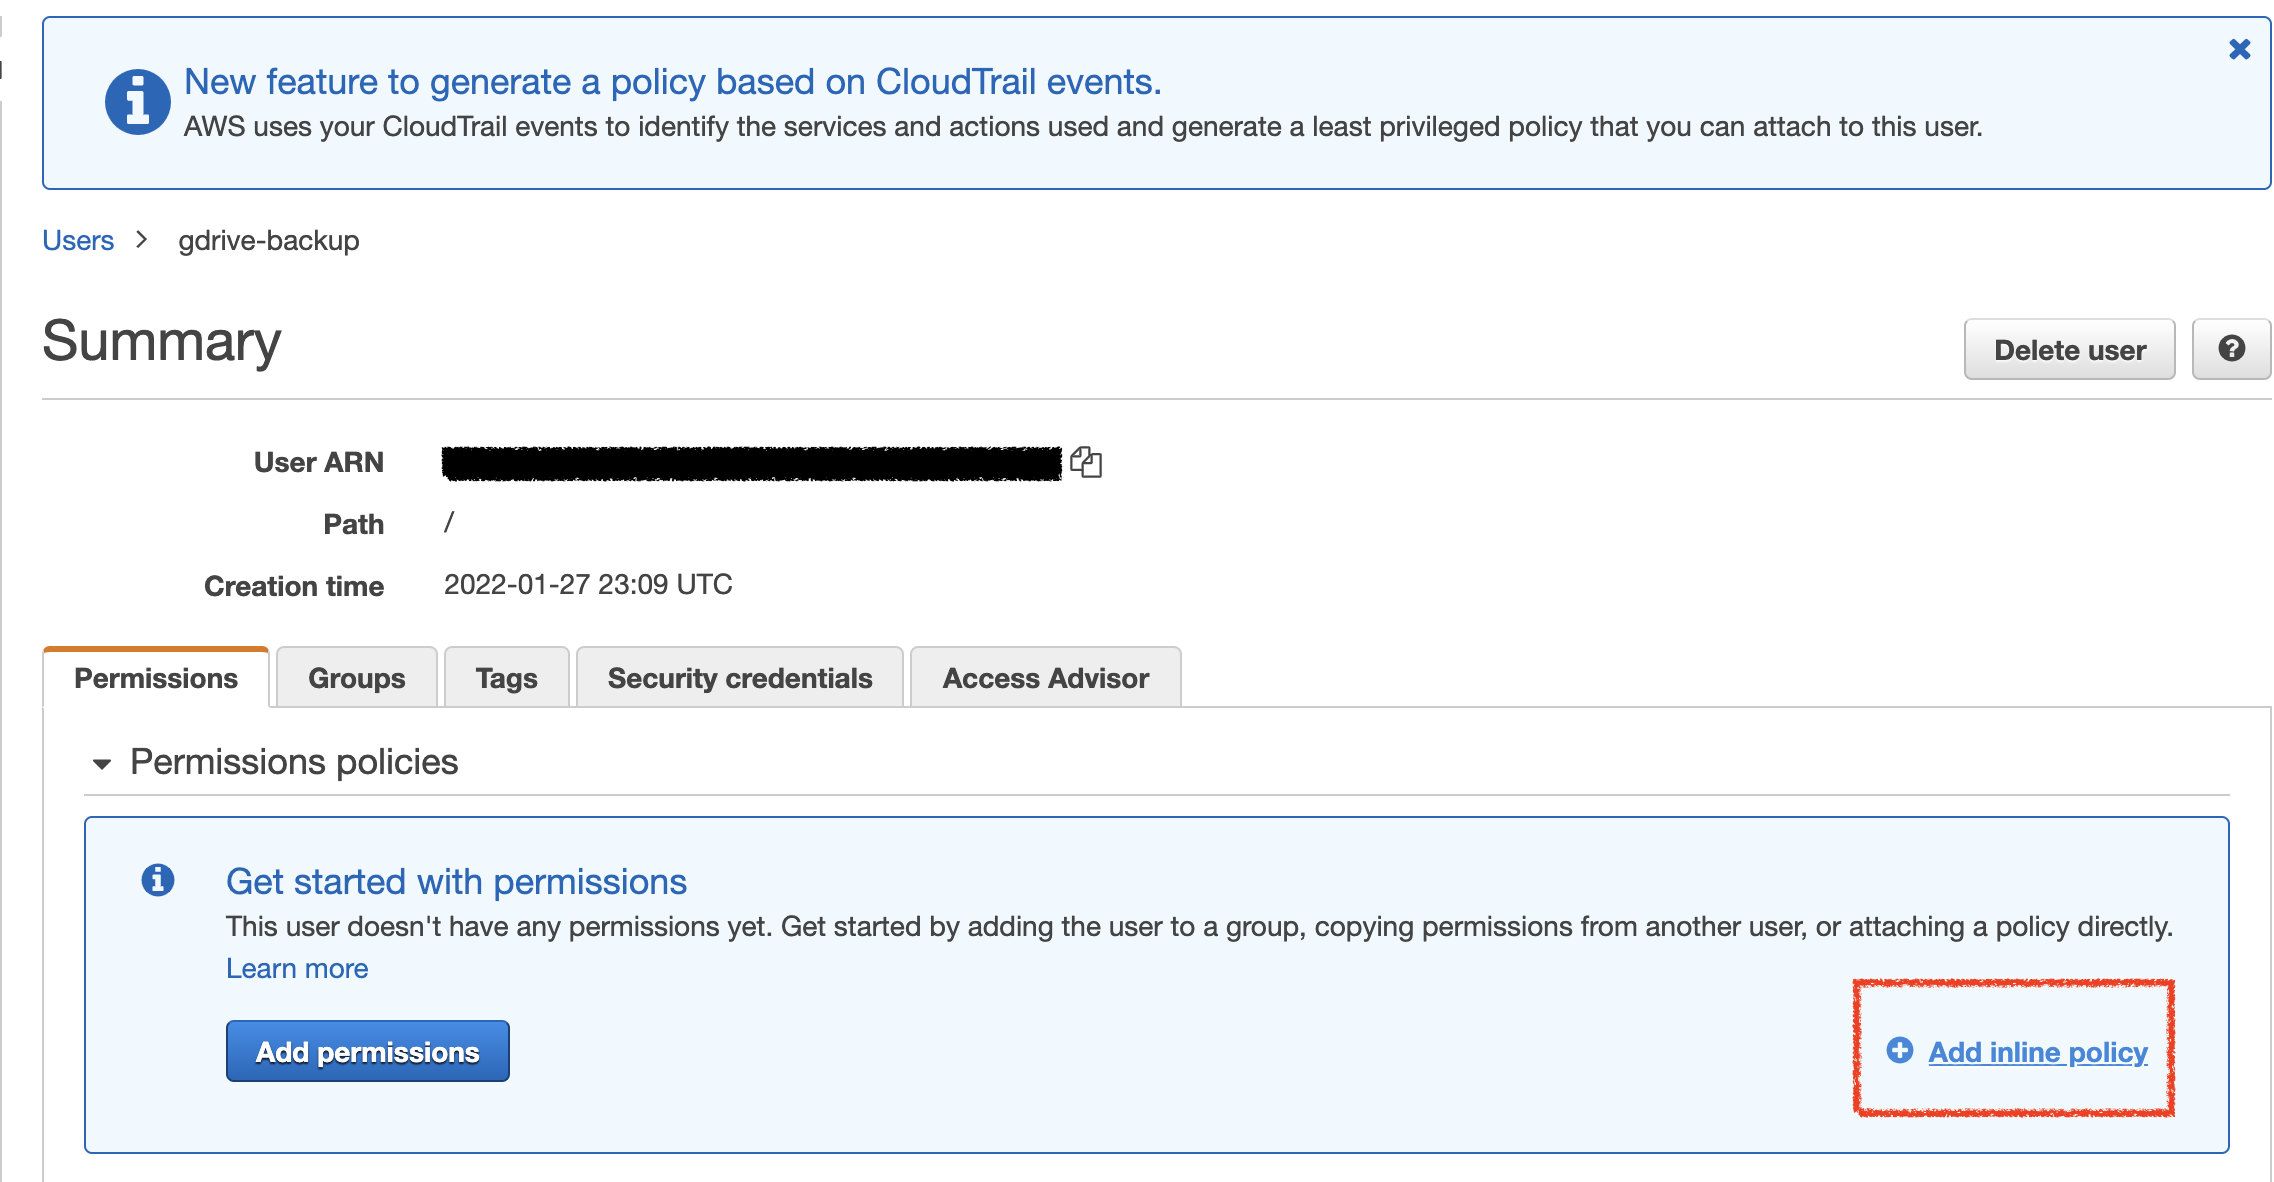 New feature to generate a policy based on CloudTrail events.
AWS uses your CloudTrail events to identify the services and actions used and generate a least privileged policy that you can attach to this user.
Users > gdrive-backup
Summary
Delete user
User ARN
Path /
Creation time 2022-01-27 23:09 UTC
Permissions Groups Tags Security credentials Access Advisor
Permissions policies
Get started with permissions
This user doesn't have any permissions yet. Get started by adding the user to a group, copying permissions from another user, or attaching a policy directly.
Learn more
Add permissions
Add inline policy